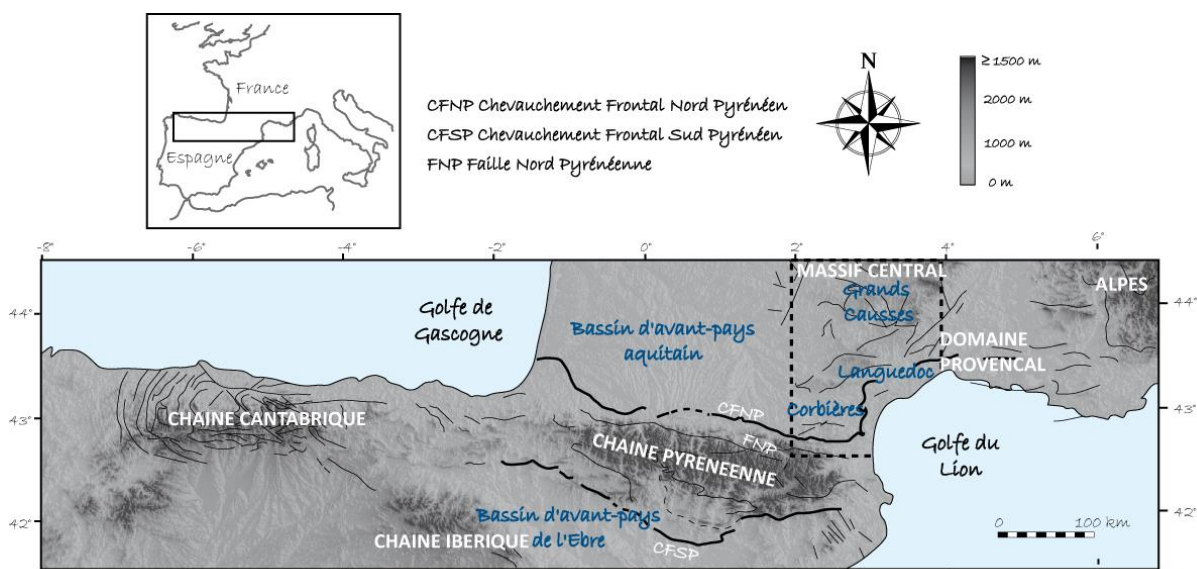 France
Espagne
CFNP Chevauchement Frontal Nord Pyrénéen
CFSP Chevauchement Frontal Sud Pyrénéen
FNP Faille Nord Pyrénéenne
N
≥ 1500 m
2000 m
1000 m
0 m
-8° -6° -4° -2° 0° 2° 4° 6°
44° 44°
43° 43°
42° 42°
MASSIF CENTRAL
Grands
Causses
ALPES
Golfe de
Gascogne
Bassin d'avant-pays
aquitain
DOMAINE
PROVENCAL
Languedoc
Corbières
CHAINE CANTABRIQUE
CFNP
FNP
CHAINE PYRENEENNE
Golfe du
Lion
Bassin d'avant-pays
de l'Ebre
CHAINE IBERIQUE
CFSP
0 100 km